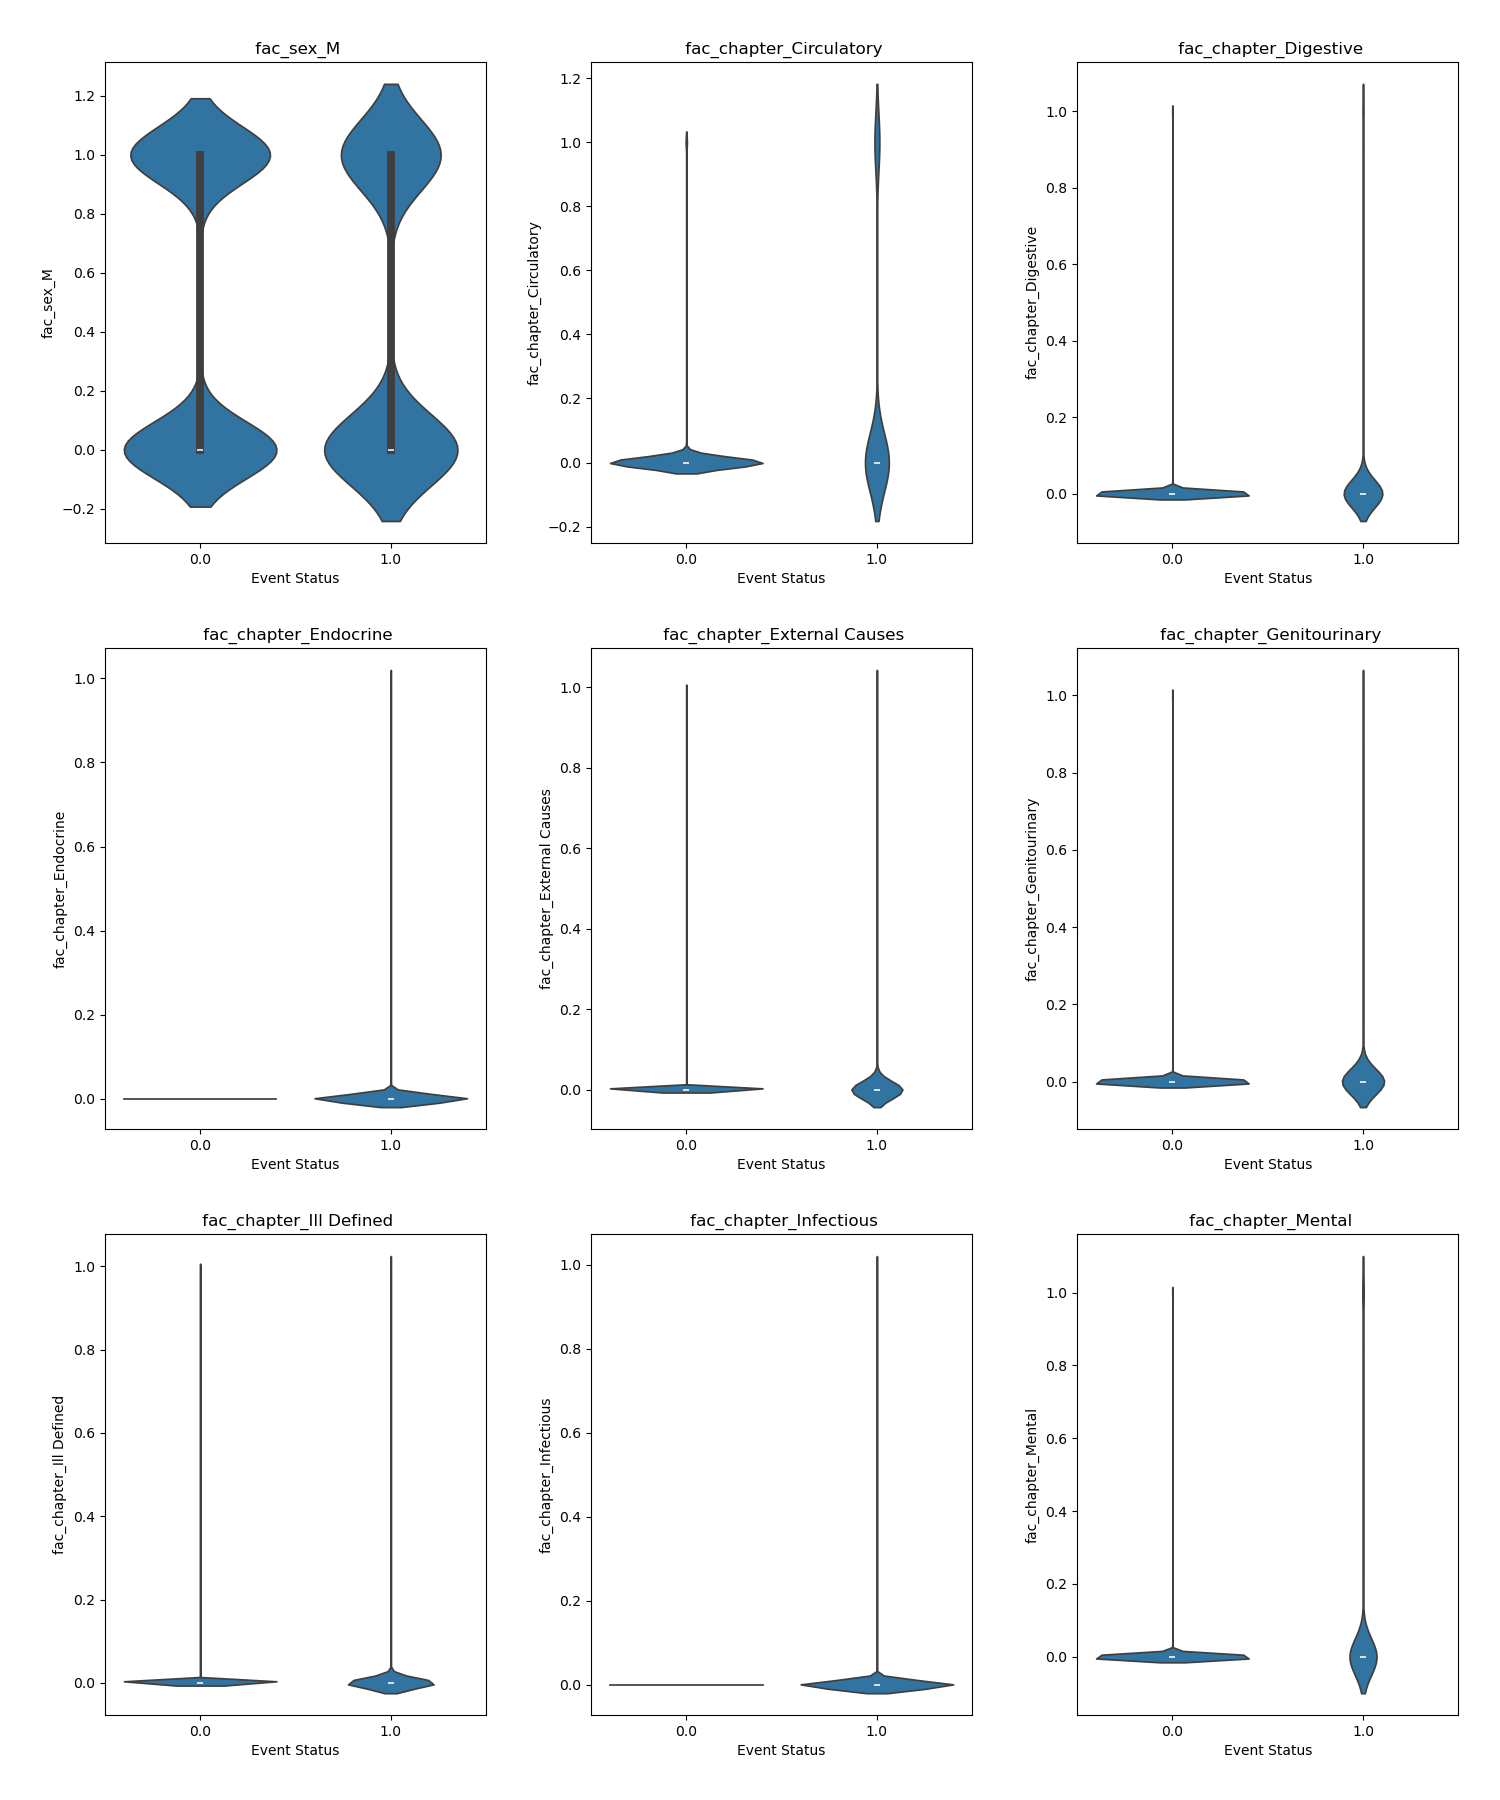 fac_sex_M
fac_chapter_Circulatory
fac_chapter_Digestive
fac_sex_M
1.2
1.0
0.8
0.6
0.4
0.2
0.0
−0.2
0.0
1.0
Event Status
fac_chapter_Circulatory
1.2
1.0
0.8
0.6
0.4
0.2
0.0
−0.2
0.0
1.0
Event Status
fac_chapter_Digestive
1.0
0.8
0.6
0.4
0.2
0.0
0.0
1.0
Event Status
fac_chapter_Endocrine
fac_chapter_External Causes
fac_chapter_Genitourinary
fac_chapter_Endocrine
1.0
0.8
0.6
0.4
0.2
0.0
0.0
1.0
Event Status
fac_chapter_External Causes
1.0
0.8
0.6
0.4
0.2
0.0
0.0
1.0
Event Status
fac_chapter_Genitourinary
1.0
0.8
0.6
0.4
0.2
0.0
0.0
1.0
Event Status
fac_chapter_Ill Defined
fac_chapter_Infectious
fac_chapter_Mental
fac_chapter_Ill Defined
1.0
0.8
0.6
0.4
0.2
0.0
0.0
1.0
Event Status
fac_chapter_Infectious
1.0
0.8
0.6
0.4
0.2
0.0
0.0
1.0
Event Status
fac_chapter_Mental
1.0
0.8
0.6
0.4
0.2
0.0
0.0
1.0
Event Status